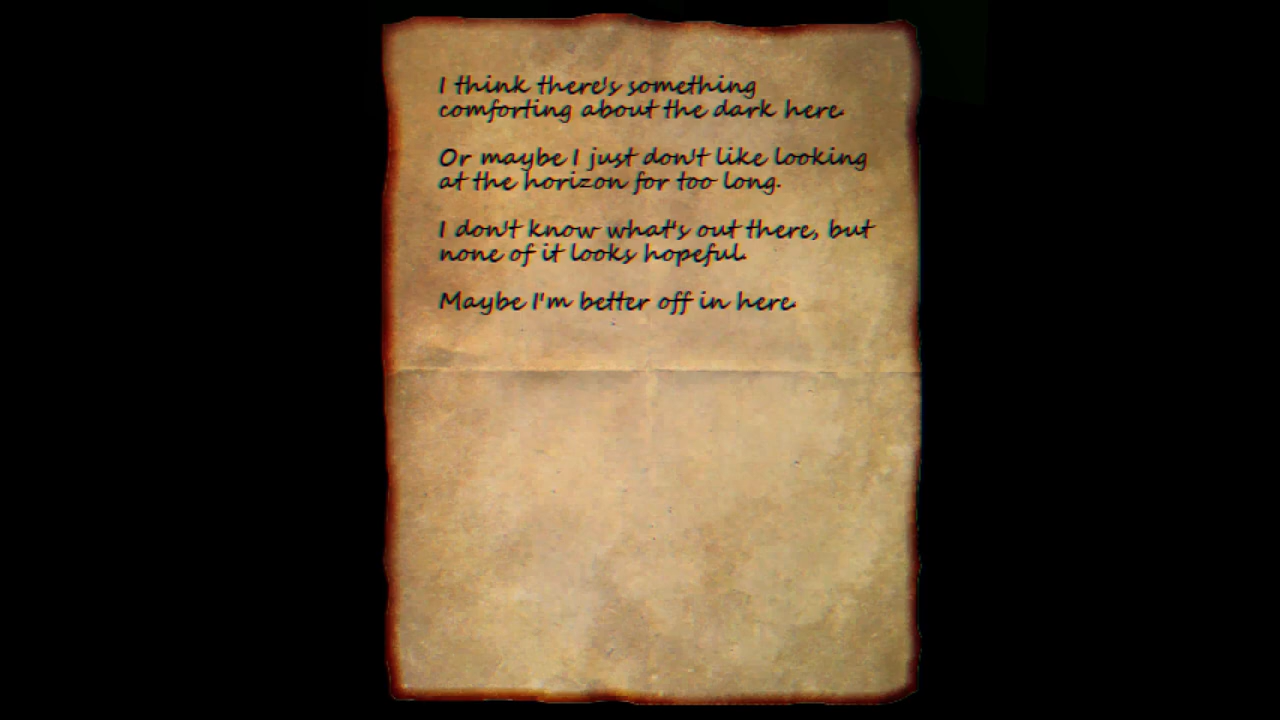 I think there's something
comforting about the dark here.
Or maybe I just don't like looking
at the horizon for too long.
I don't know what's out there, but
none of it looks hopeful.
Maybe I'm better off in here.